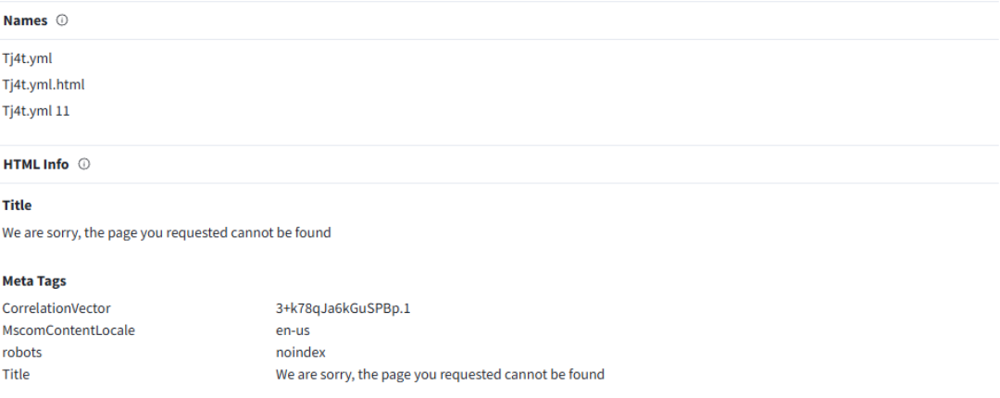 Names
Tj4t.yml
Tj4t.yml.html
Tj4t.yml 11
HTML Info
Title
We are sorry, the page you requested cannot be found
Meta Tags
CorrelationVector 3+k78qJa6kGuSPBp.1
MscomContentLocale en-us
robots noindex
Title We are sorry, the page you requested cannot be found